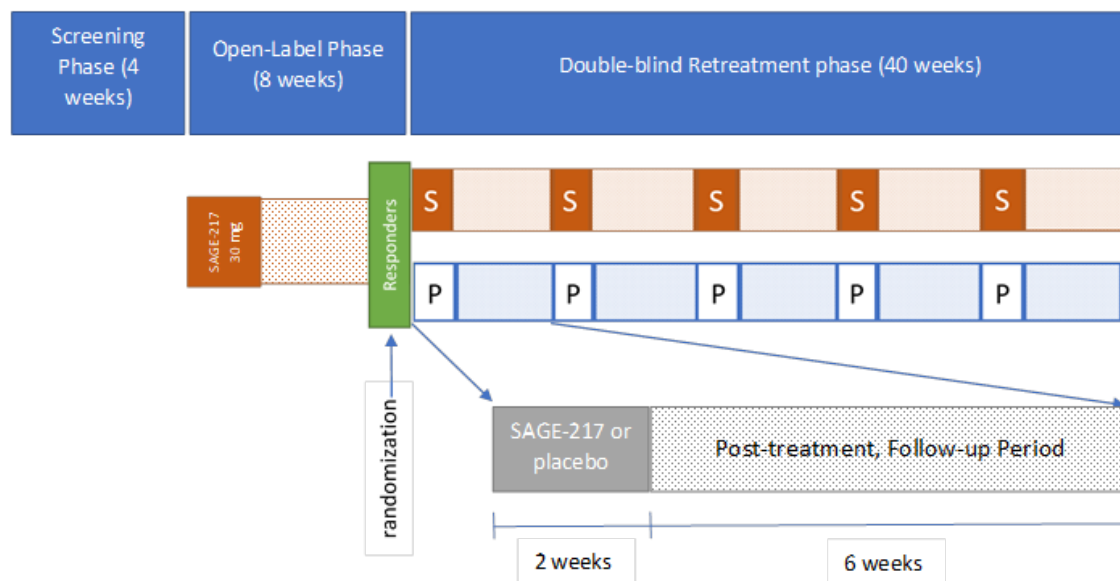 Screening
Phase (4
weeks)
Open-Label Phase
(8 weeks)
Double-blind Retreatment phase (40 weeks)
SAGE-217
30 mg
Responders
S
S
S
S
S
P
P
P
P
P
randomization
SAGE-217 or
placebo
Post-treatment, Follow-up Period
2 weeks
6 weeks